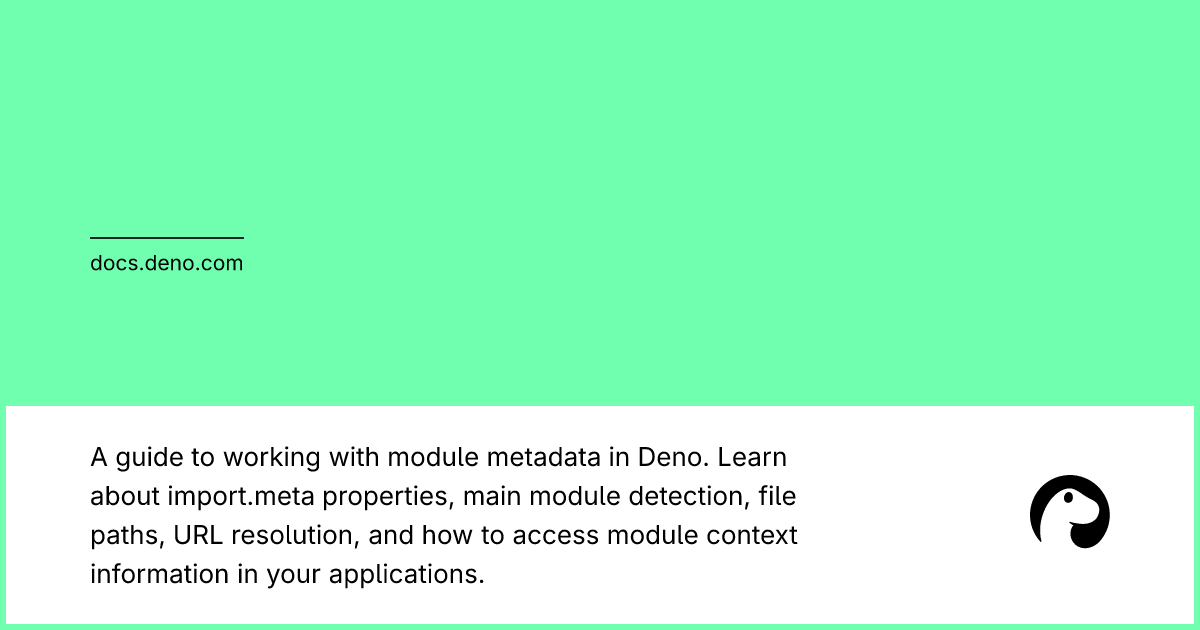 docs.deno.com
A guide to working with module metadata in Deno. Learn
about import.meta properties, main module detection, file
paths, URL resolution, and how to access module context
information in your applications.